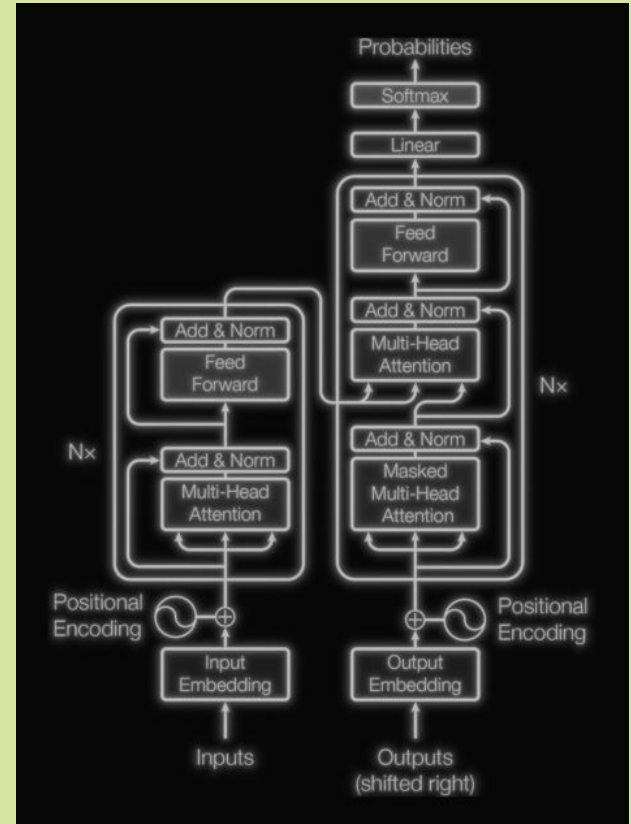 Probabilities
Softmax
Linear
Add & Norm
Feed
Forward
Add & Norm
Multi-Head
Attention
Nx
Add & Norm
Masked
Multi-Head
Attention
Add & Norm
Feed
Forward
Nx
Add & Norm
Multi-Head
Attention
Positional
Encoding
Positional
Encoding
Input
Embedding
Output
Embedding
Inputs
Outputs
(shifted right)